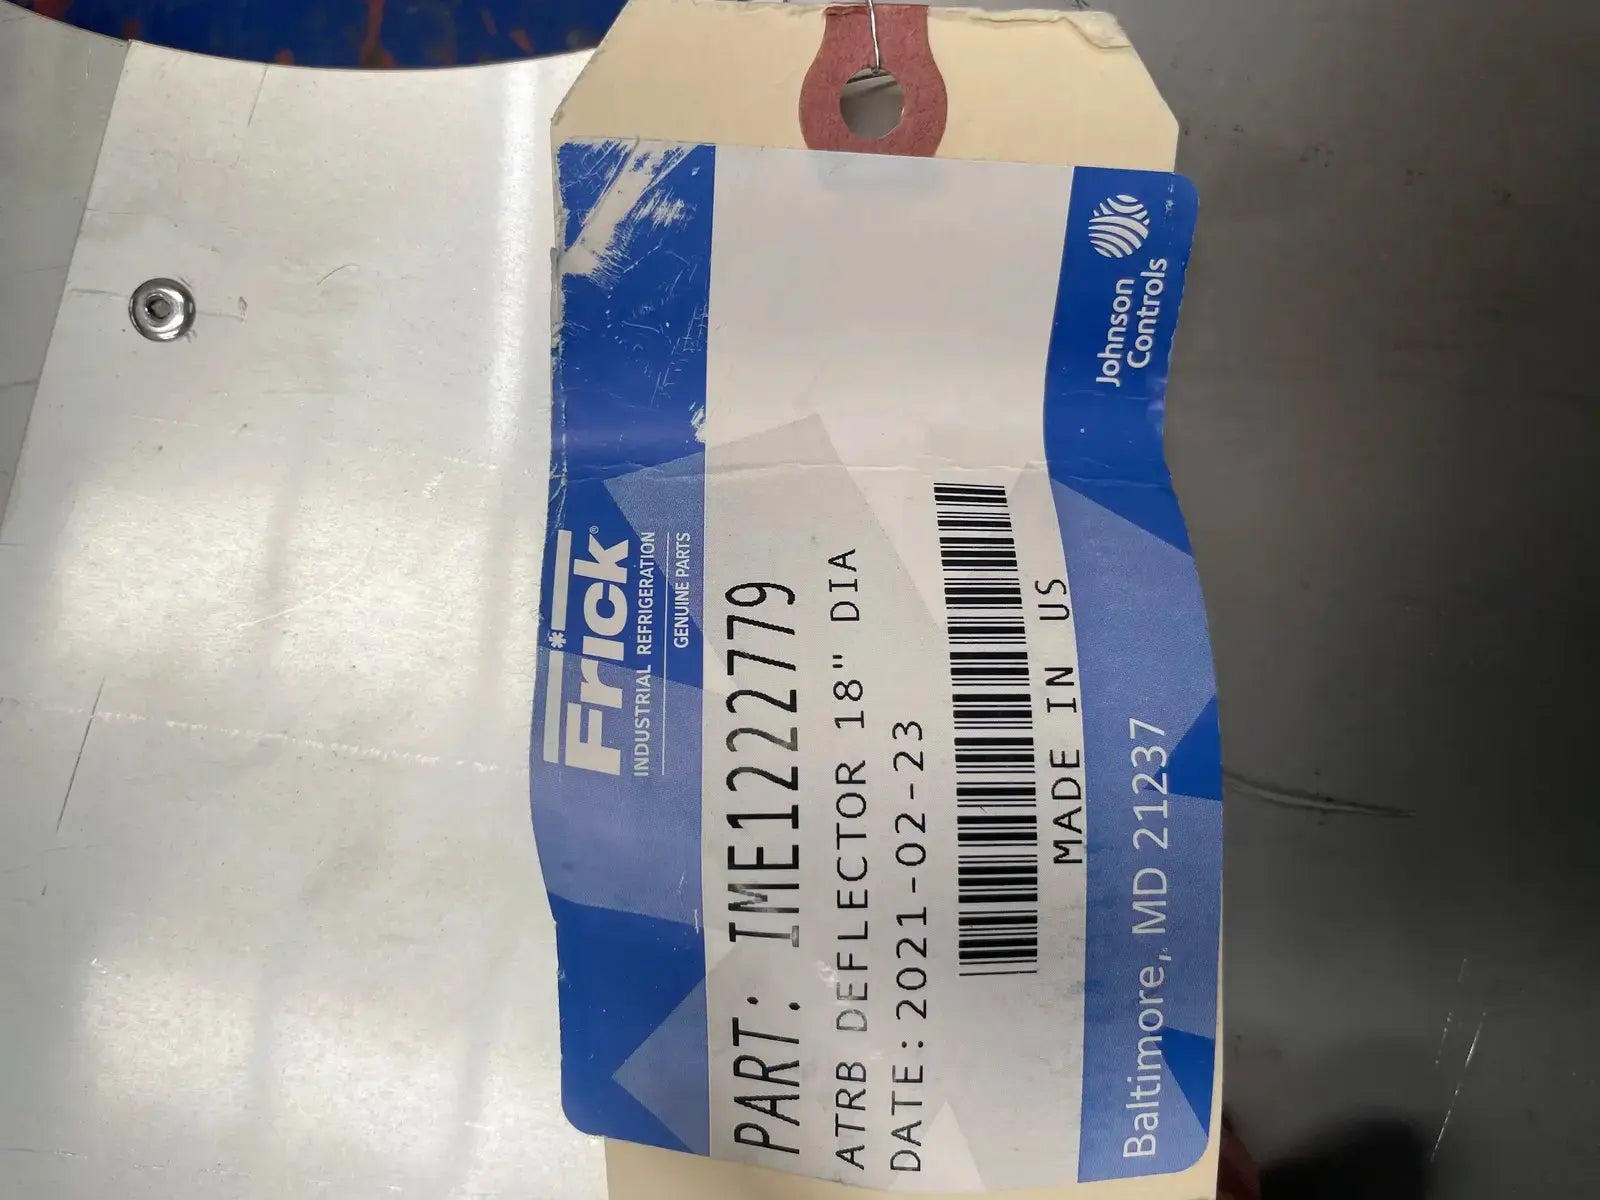 Frick®
INDUSTRIAL REFRIGERATION
GENUINE PARTS
PART: IME1222779
ATRB DEFLECTOR 18" DIA
DATE: 2021-02-23
MADE IN US
Baltimore, MD 21237
Johnson
Controls